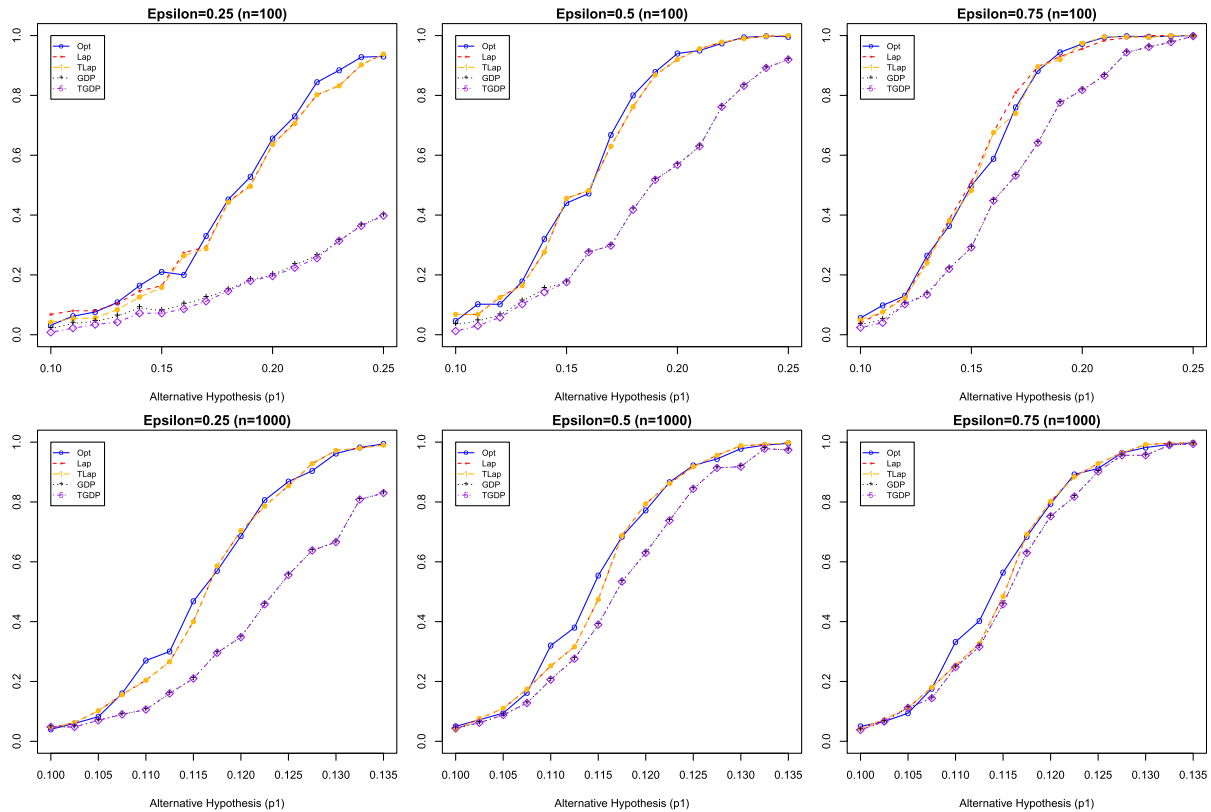 Epsilon=0.25 (n=100)
1.0
0.8
0.6
0.4
0.2
0.0
Opt
Lap
TLap
GDP
TGDP
0.10
0.15
0.20
0.25
Alternative Hypothesis (p1)
Epsilon=0.5 (n=100)
1.0
0.8
0.6
0.4
0.2
0.0
Opt
Lap
TLap
GDP
TGDP
0.10
0.15
0.20
0.25
Alternative Hypothesis (p1)
Epsilon=0.75 (n=100)
1.0
0.8
0.6
0.4
0.2
0.0
Opt
Lap
TLap
GDP
TGDP
0.10
0.15
0.20
0.25
Alternative Hypothesis (p1)
Epsilon=0.25 (n=1000)
1.0
0.8
0.6
0.4
0.2
0.0
Opt
Lap
TLap
GDP
TGDP
0.100
0.105
0.110
0.115
0.120
0.125
0.130
0.135
Alternative Hypothesis (p1)
Epsilon=0.5 (n=1000)
1.0
0.8
0.6
0.4
0.2
0.0
Opt
Lap
TLap
GDP
TGDP
0.100
0.105
0.110
0.115
0.120
0.125
0.130
0.135
Alternative Hypothesis (p1)
Epsilon=0.75 (n=1000)
1.0
0.8
0.6
0.4
0.2
0.0
Opt
Lap
TLap
GDP
TGDP
0.100
0.105
0.110
0.115
0.120
0.125
0.130
0.135
Alternative Hypothesis (p1)